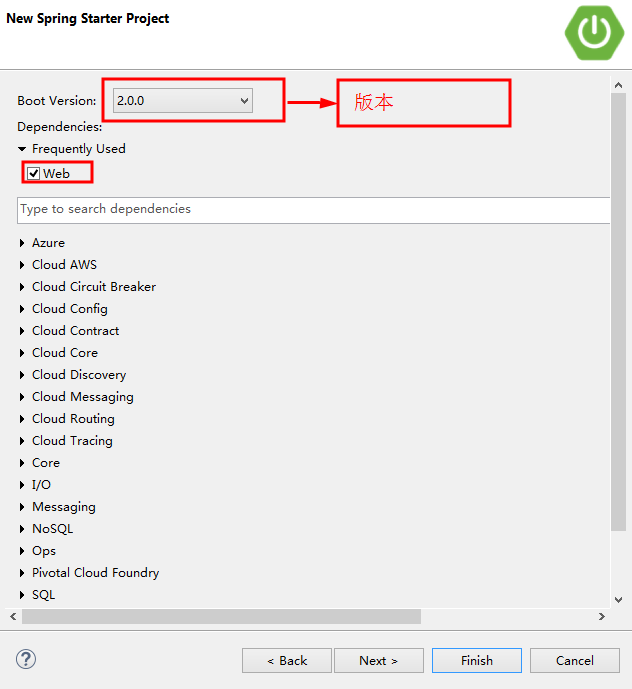 New Spring Starter Project
Boot Version: 2.0.0 版本
Dependencies:
Frequently Used
Web
Type to search dependencies
Azure
Cloud AWS
Cloud Circuit Breaker
Cloud Config
Cloud Contract
Cloud Core
Cloud Discovery
Cloud Messaging
Cloud Routing
Cloud Tracing
Core
I/O
Messaging
NoSQL
Ops
Pivotal Cloud Foundry
SQL
? < Back Next > Finish Cancel